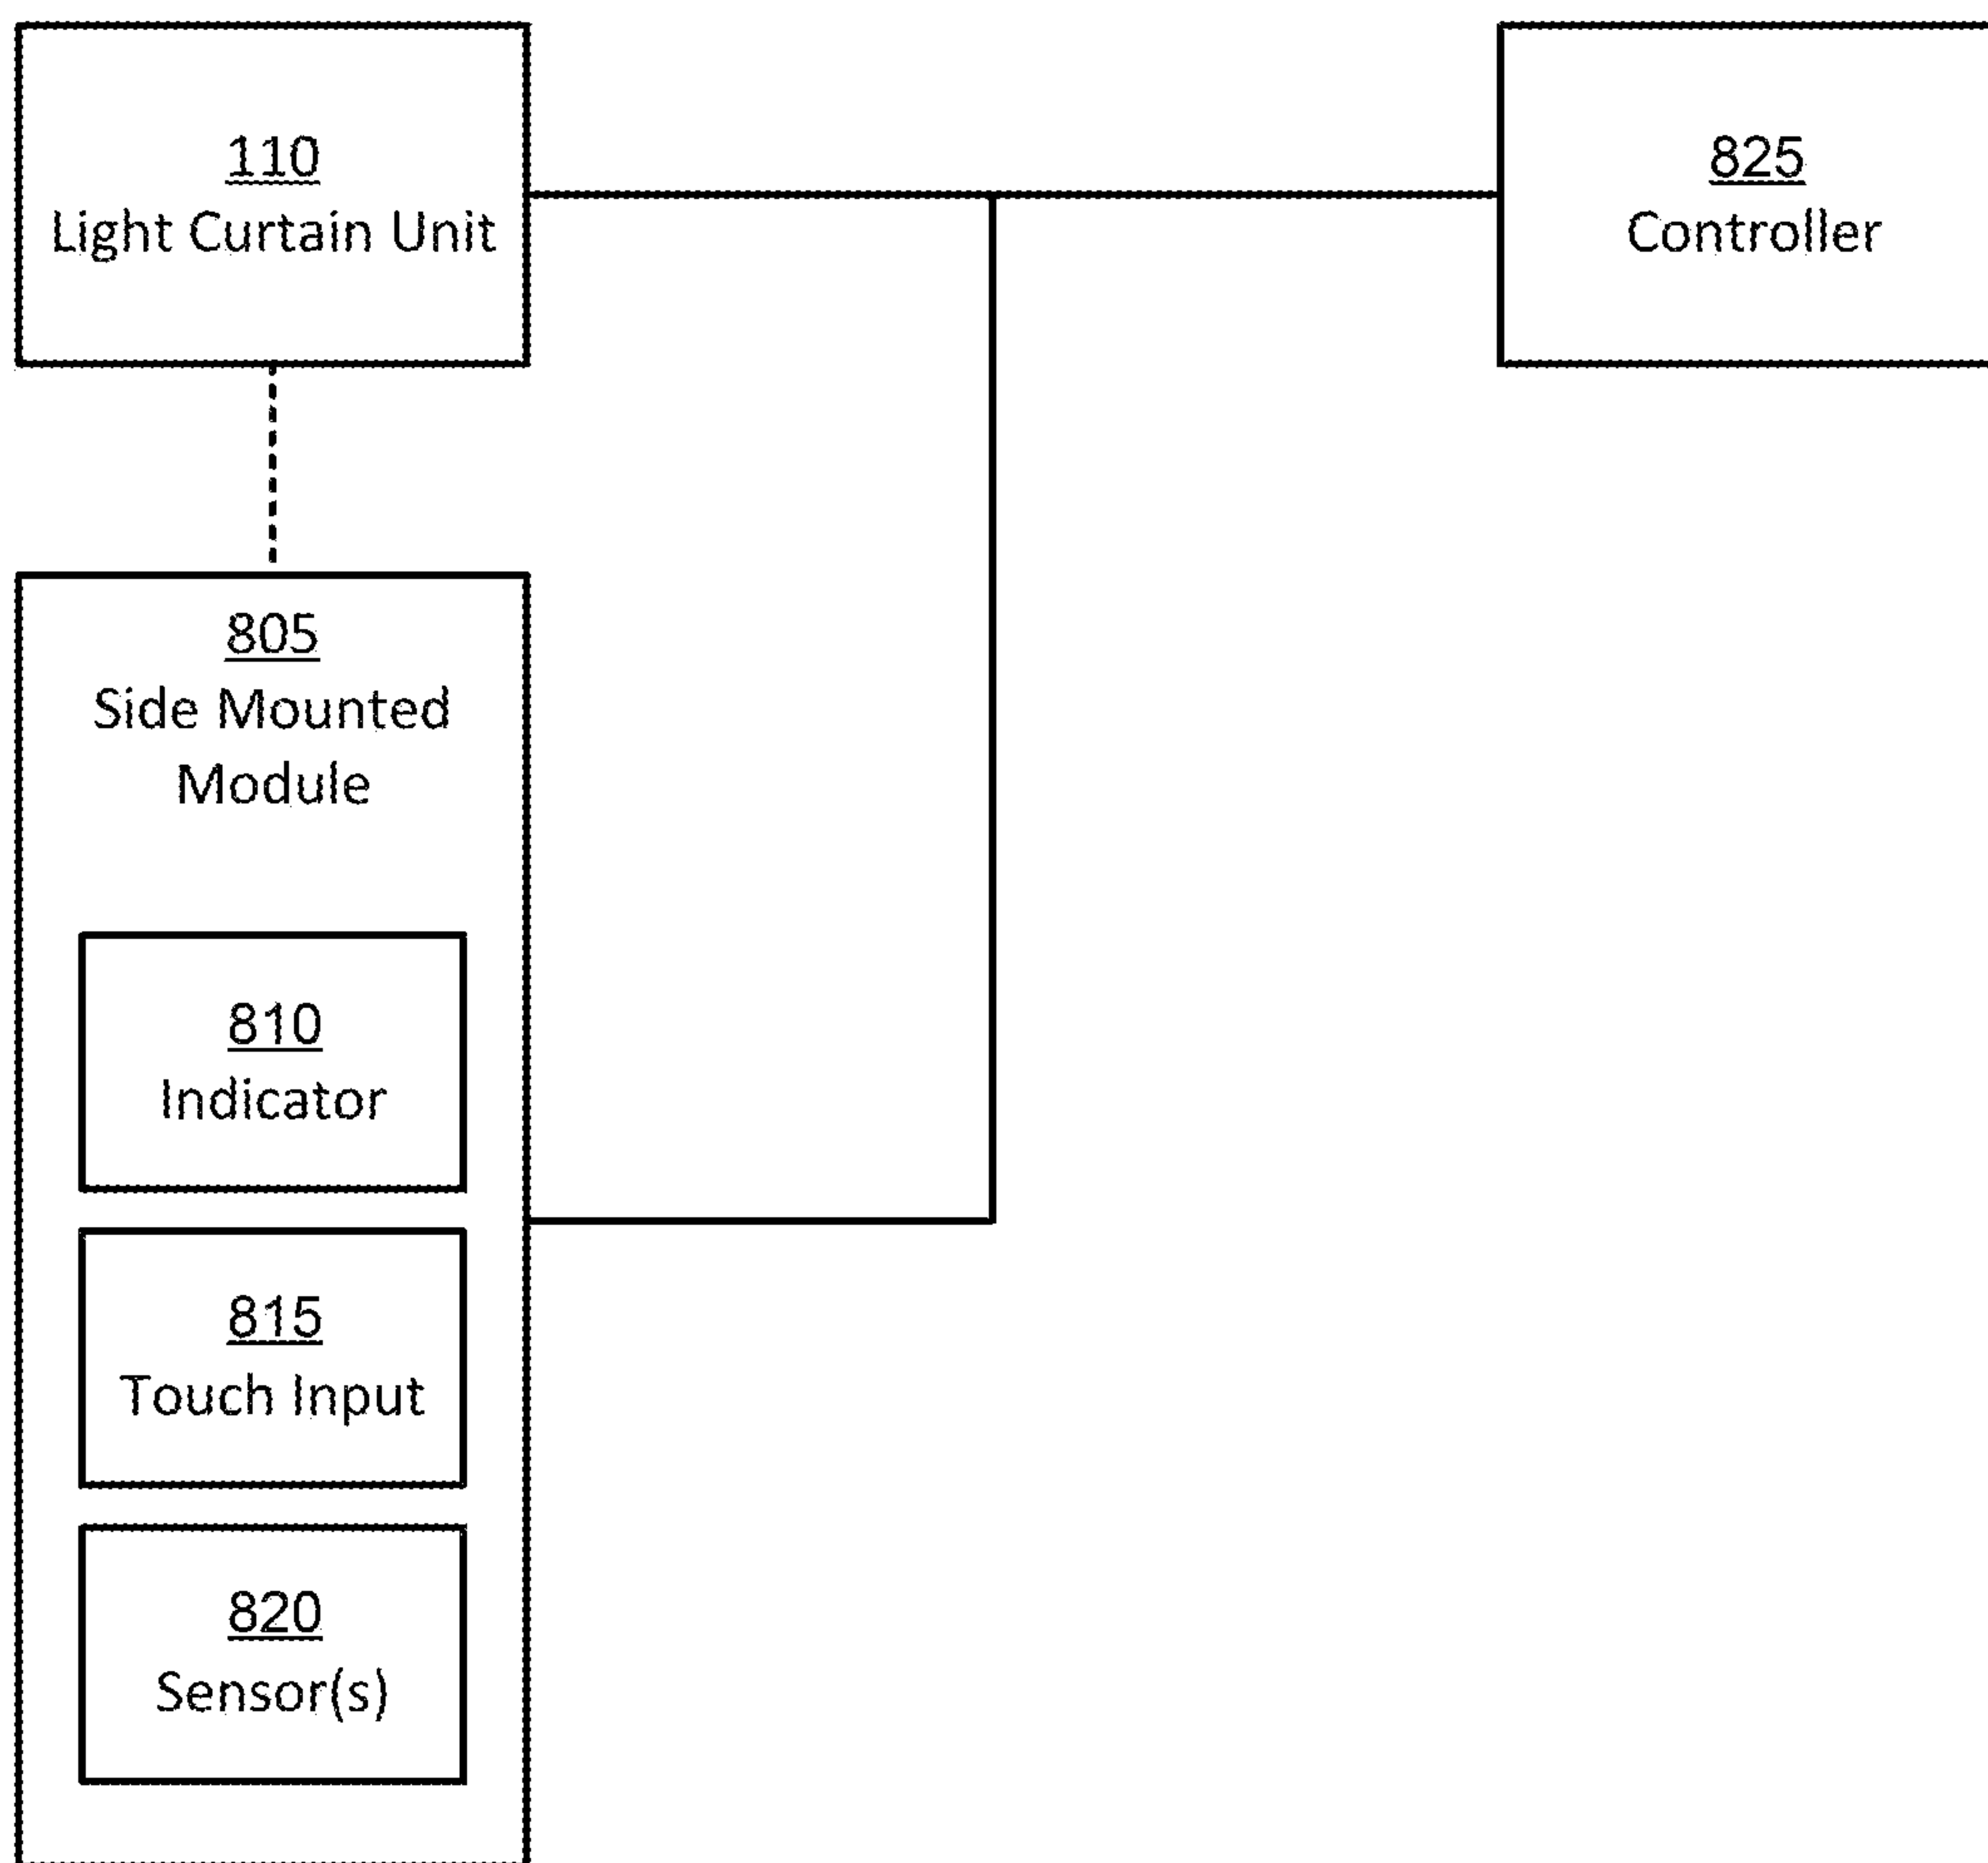 110
Light Curtain Unit
825
Controller
805
Side Mounted
Module
810
Indicator
815
Touch Input
820
Sensor(s)